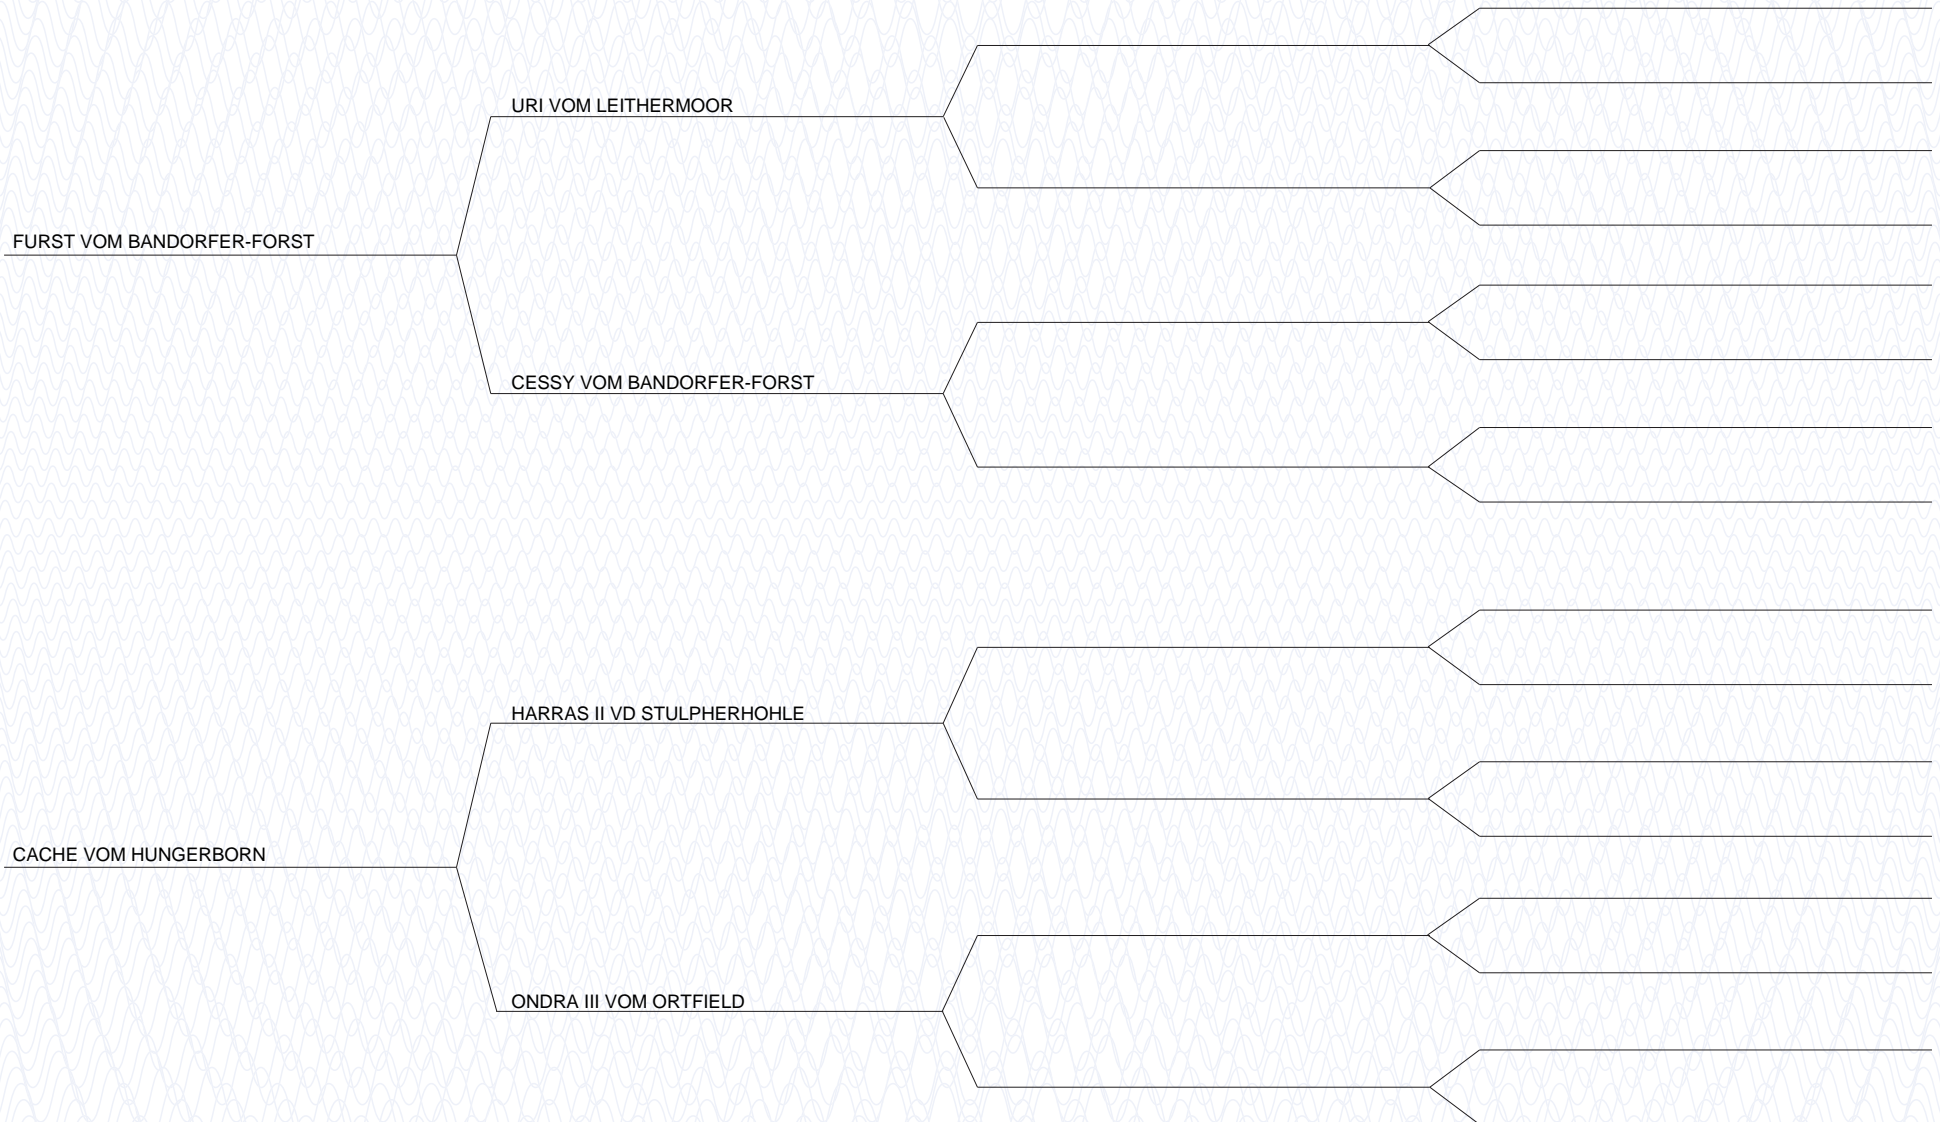 URI VOM LEITHERMOOR
FURST VOM BANDORFER-FORST
CESSY VOM BANDORFER-FORST
HARRAS II VD STULPHERHOHLE
CACHE VOM HUNGERBORN
ONDRA III VOM ORTFIELD